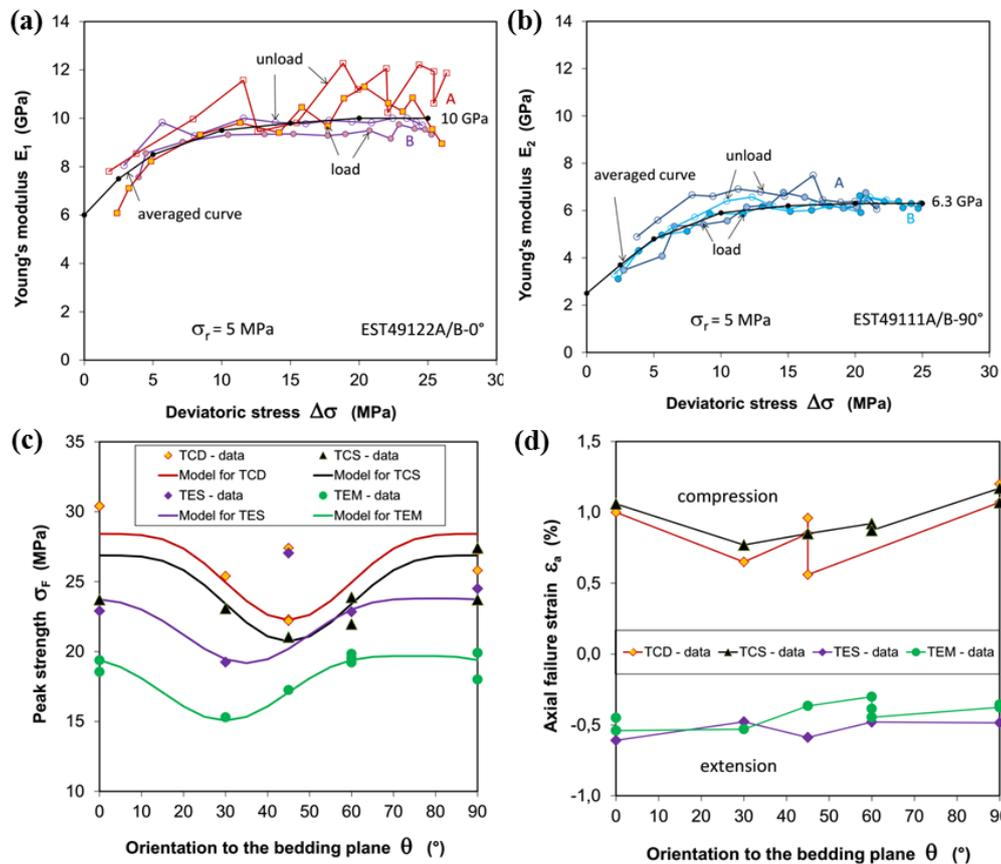 (a)
14
12
10
8
6
4
2
0
Young's modulus E1 (GPa)
unload
A
10 GPa
B
load
averaged curve
σr = 5 MPa
EST49122A/B-0°
0 5 10 15 20 25 30
Deviatoric stress Δσ (MPa)
(b)
14
12
10
8
6
4
2
0
Young's modulus E2 (GPa)
averaged curve
unload
A
6.3 GPa
B
load
σr = 5 MPa
EST49111A/B-90°
0 5 10 15 20 25 30
Deviatoric stress Δσ (MPa)
(c)
35
30
25
20
15
10
Peak strength σF (MPa)
TCD - data TCS - data
Model for TCD Model for TCS
TES - data TEM - data
Model for TES Model for TEM
0 10 20 30 40 50 60 70 80 90
Orientation to the bedding plane θ (°)
(d)
1,5
1,0
0,5
0,0
-0,5
-1,0
Axial failure strain εa (%)
compression
TCD - data TCS - data TES - data TEM - data
extension
0 10 20 30 40 50 60 70 80 90
Orientation to the bedding plane θ (°)